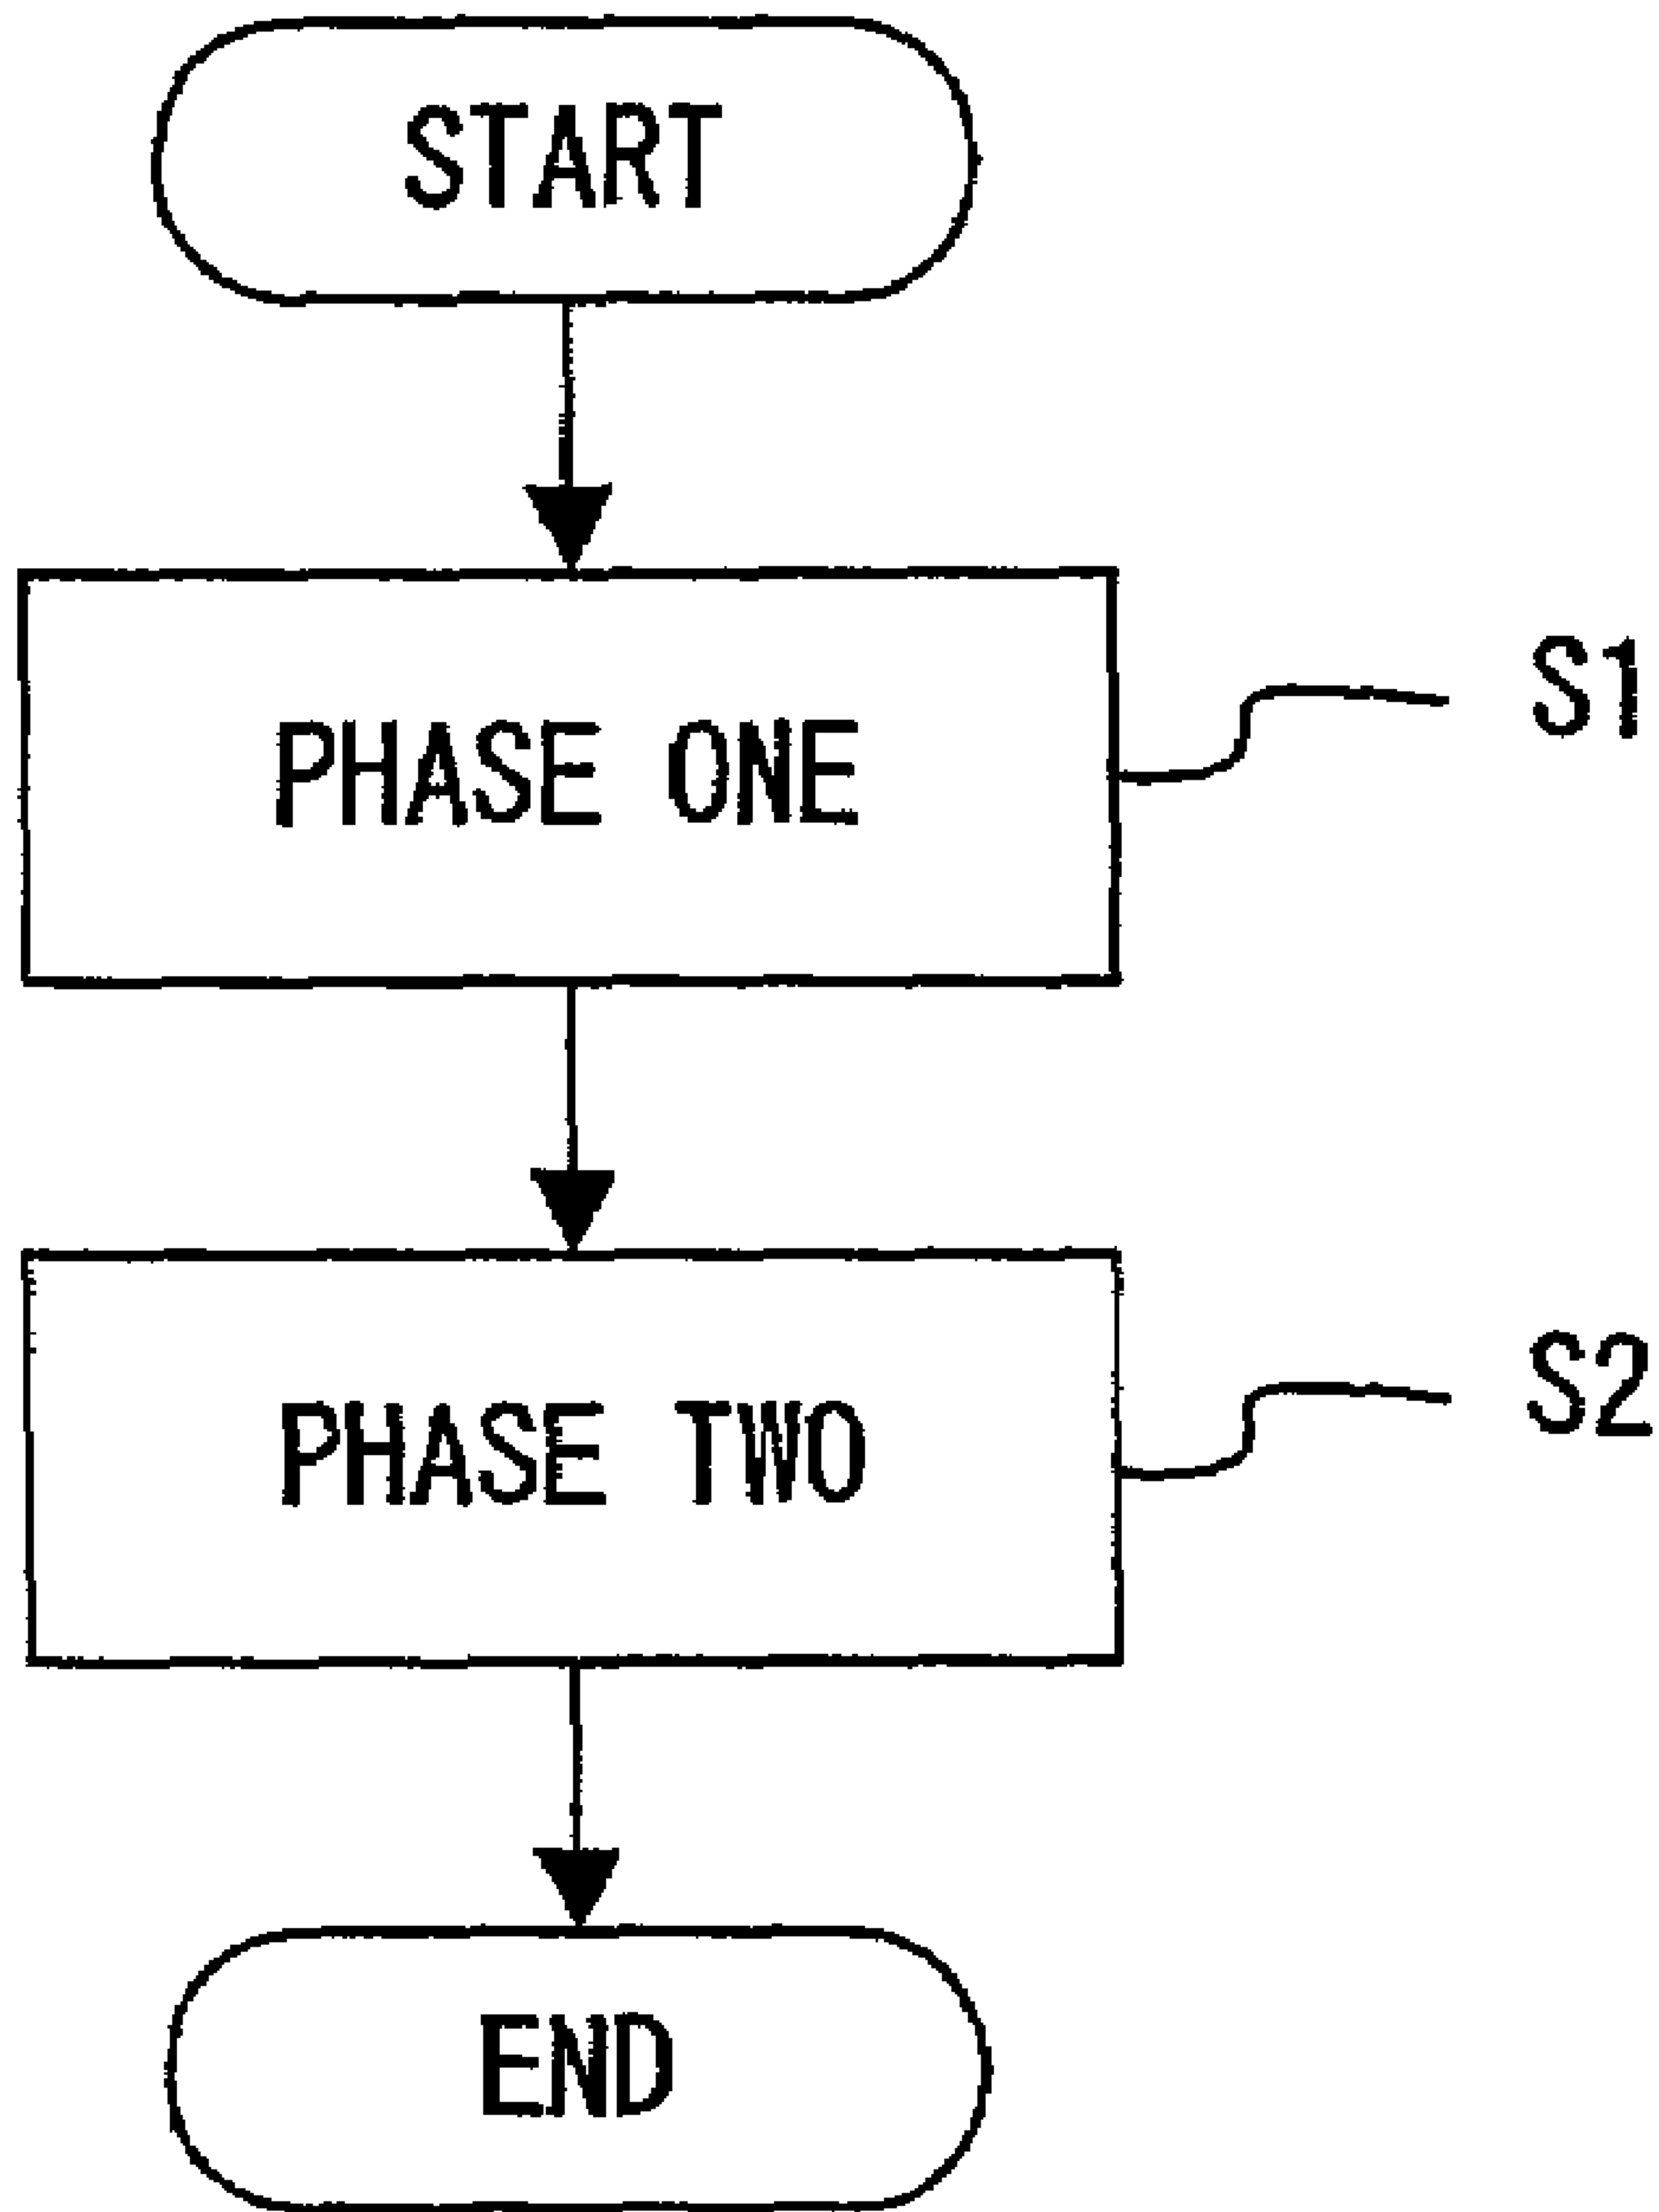 START
PHASE ONE
S1
PHASE TWO
S2
END